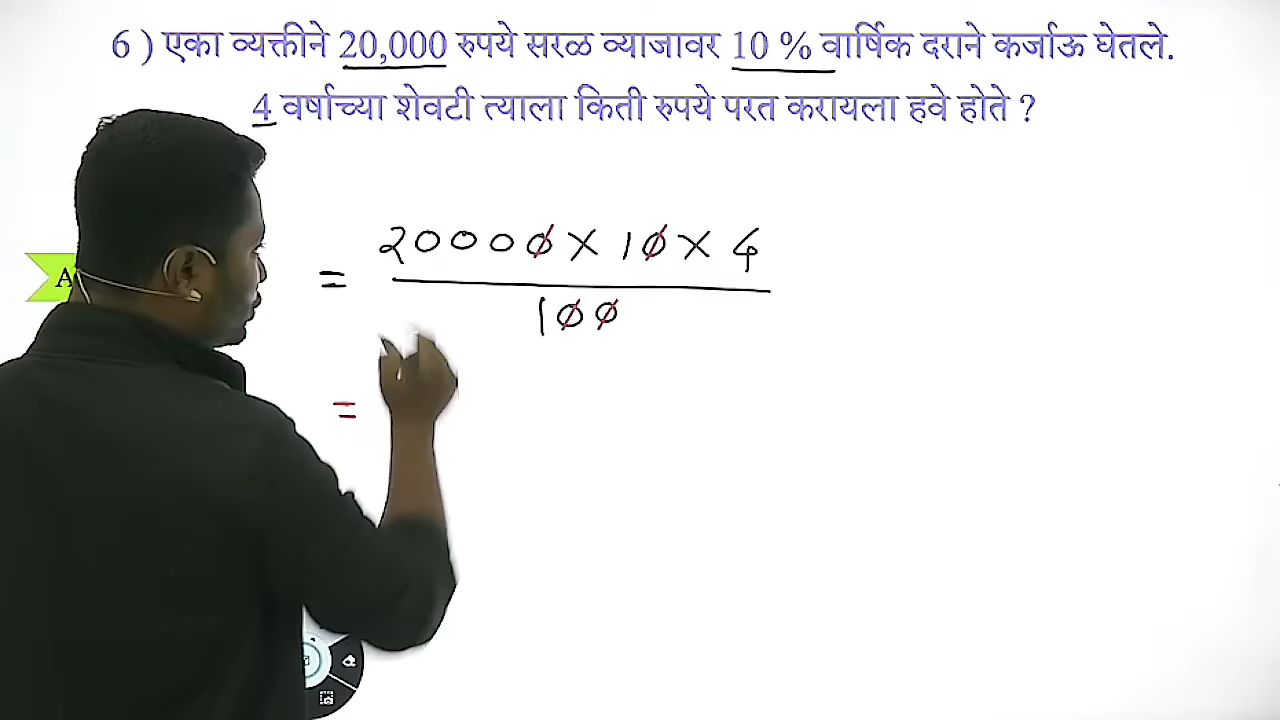 6 ) एका व्यक्तीने 20,000 रुपये सरळ व्याजावर 10 % वार्षिक दराने कर्जाऊ घेतले.
4 वर्षाच्या शेवटी त्याला किती रुपये परत करायला हवे होते ?
A
= 20000 X 10 X 4
100
=